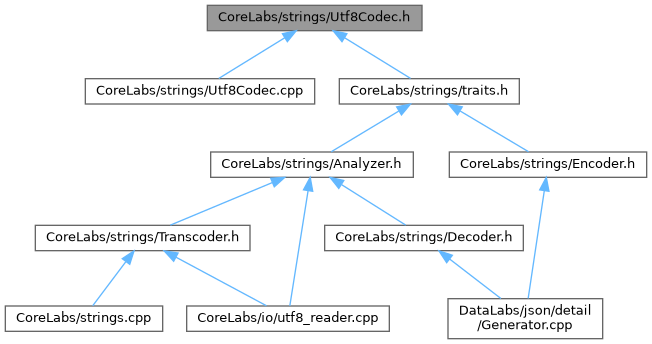 CoreLabs/strings/Utf8Codec.h
CoreLabs/strings/Utf8Codec.cpp
CoreLabs/strings/traits.h
CoreLabs/strings/Analyzer.h
CoreLabs/strings/Encoder.h
CoreLabs/strings/Transcoder.h
CoreLabs/strings/Decoder.h
CoreLabs/strings.cpp
CoreLabs/io/utf8_reader.cpp
DataLabs/json/detail
/Generator.cpp